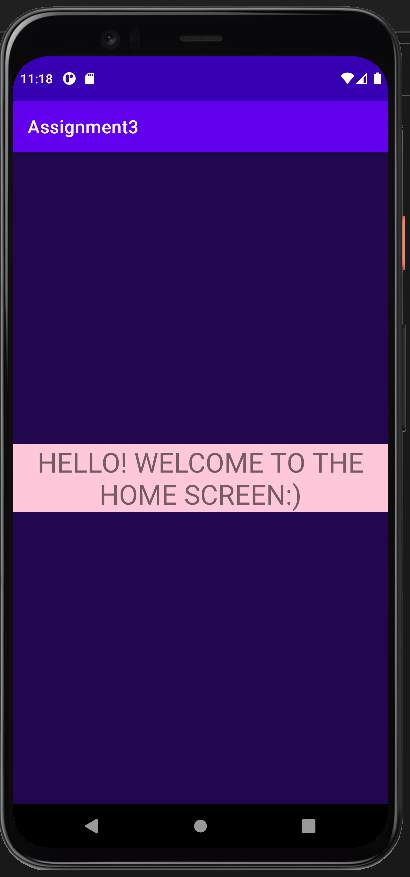 11:18
Assignment3
HELLO! WELCOME TO THE
HOME SCREEN:)